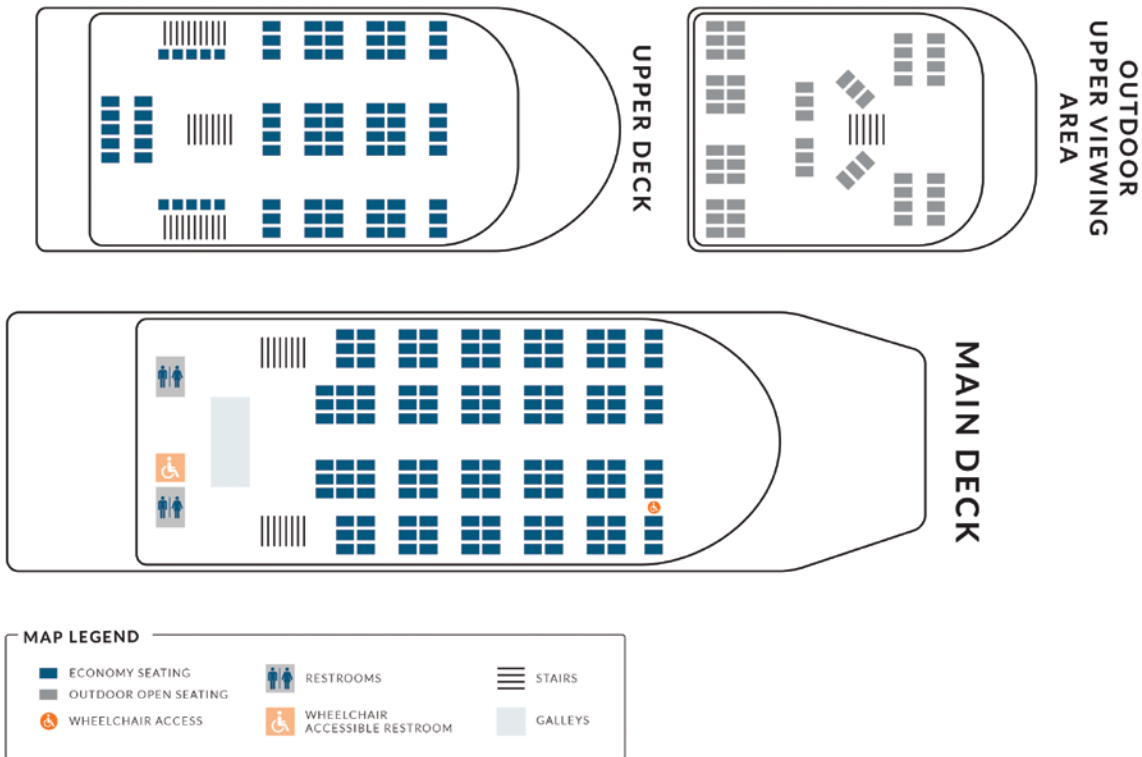 UPPER DECK
OUTDOOR
UPPER VIEWING
AREA
MAIN DECK
MAP LEGEND
ECONOMY SEATING
OUTDOOR OPEN SEATING
WHEELCHAIR ACCESS
RESTROOMS
WHEELCHAIR
ACCESSIBLE RESTROOM
STAIRS
GALLEYS